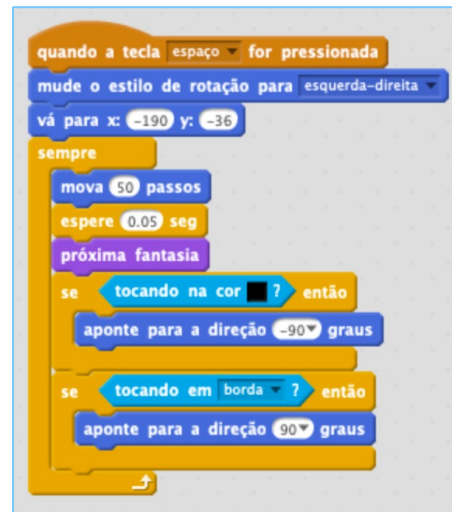 quando a tecla espaço for pressionada
mude o estilo de rotação para esquerda-direita
vá para x: -190 y: -36
sempre
mova 50 passos
espere 0.05 seg
próxima fantasia
se tocando na cor ? então
aponte para a direção -90 graus
se tocando em borda ? então
aponte para a direção 90 graus